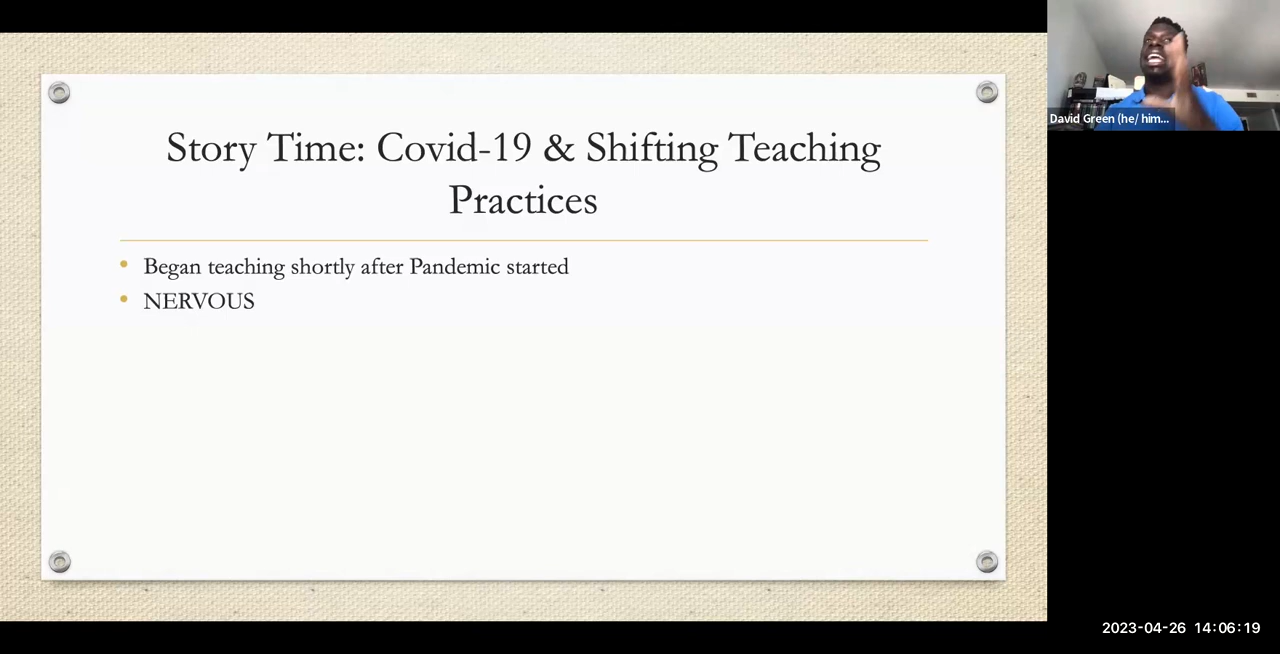 Story Time: Covid-19 & Shifting Teaching
Practices
Began teaching shortly after Pandemic started
NERVOUS
David Green (he/ him...
2023-04-26 14:06:19